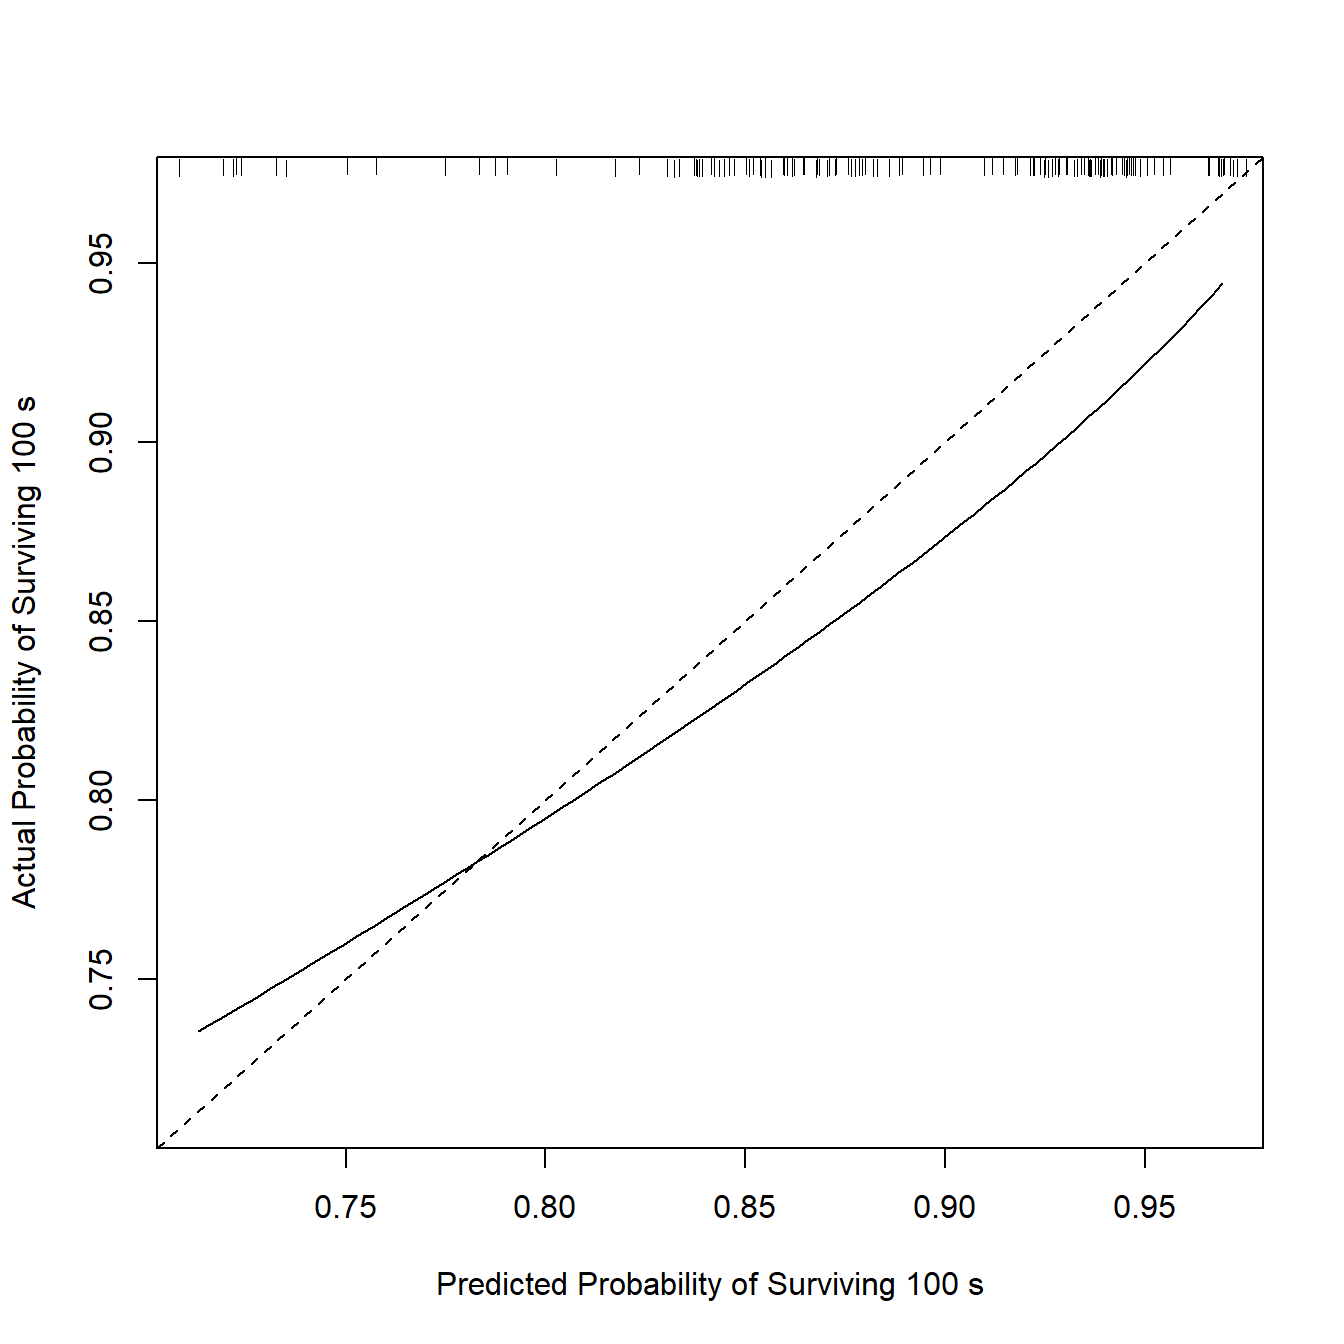 Actual Probability of Surviving 100 s
0.95
0.90
0.85
0.80
0.75
0.75 0.80 0.85 0.90 0.95
Predicted Probability of Surviving 100 s